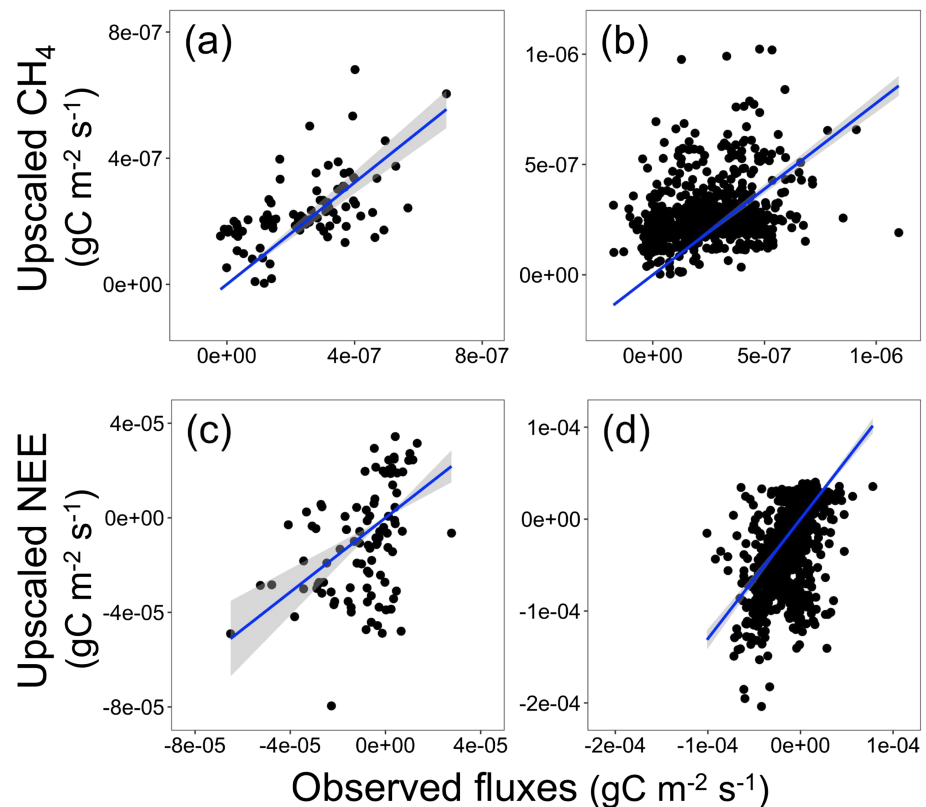 (a)
(b)
8e-07
4e-07
0e+00
1e-06
5e-07
0e+00
Upscaled CH4
(gC m-2 s-1)
0e+00 4e-07 8e-07
0e+00 5e-07 1e-06
(c)
(d)
4e-05
0e+00
-4e-05
-8e-05
1e-04
0e+00
-1e-04
-2e-04
Upscaled NEE
(gC m-2 s-1)
-8e-05 -4e-05 0e+00 4e-05
-2e-04 -1e-04 0e+00 1e-04
Observed fluxes (gC m-2 s-1)